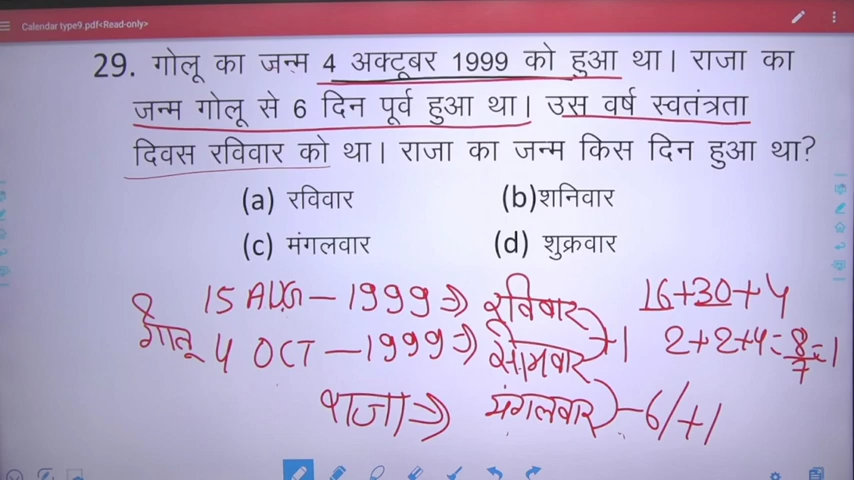 Calendar type9.pdf<Read-only>
29. गोलू का जन्म 4 अक्टूबर 1999 को हुआ था। राजा का
जन्म गोलू से 6 दिन पूर्व हुआ था। उस वर्ष स्वतंत्रता
दिवस रविवार को था। राजा का जन्म किस दिन हुआ था?
(a) रविवार (b)शनिवार
(c) मंगलवार (d) शुक्रवार
15 AUG – 1999 ⇒ रविवार 16+30+4
4 OCT – 1999 ⇒ सोमवार +1 2+2+4= 8/7 = 1
राजा ⇒ मंगलवार –6/+1